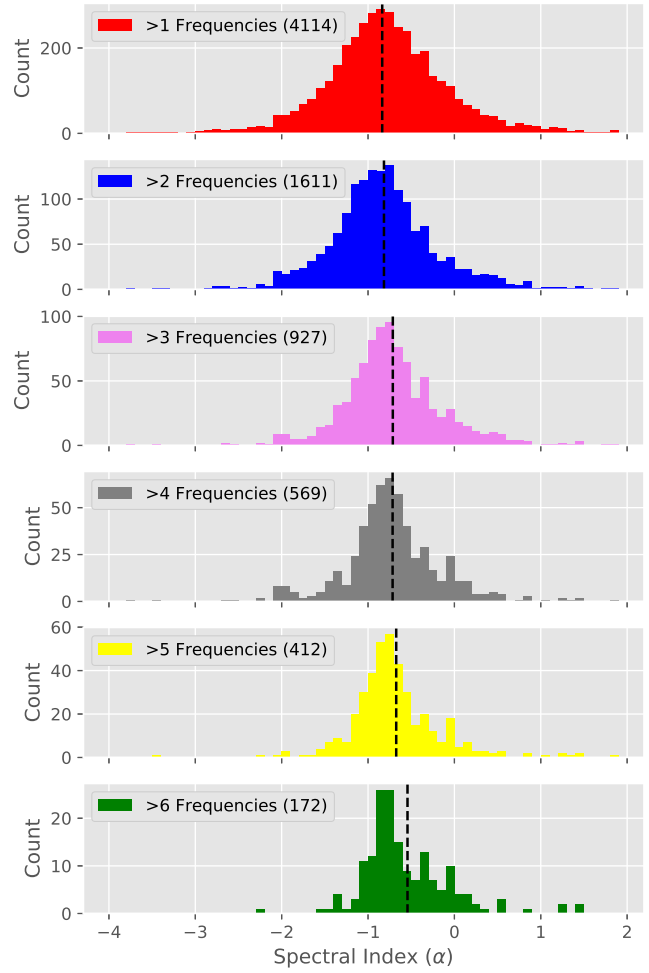 >1 Frequencies (4114)
200
0
Count
>2 Frequencies (1611)
100
50
0
Count
>3 Frequencies (927)
100
50
0
Count
>4 Frequencies (569)
50
25
0
Count
>5 Frequencies (412)
60
40
20
0
Count
>6 Frequencies (172)
20
10
0
Count
−4 −3 −2 −1 0 1 2
Spectral Index (α)